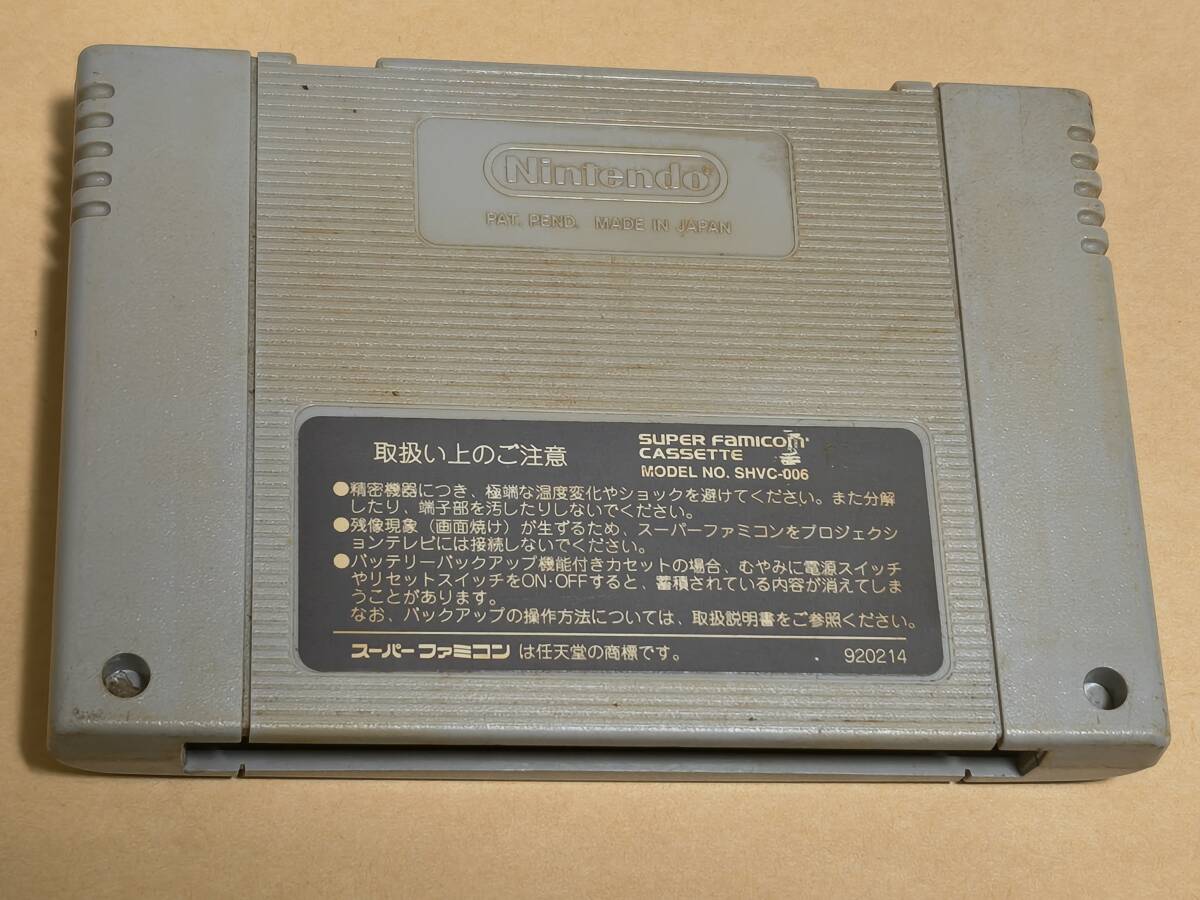 Nintendo®
PAT. PEND. MADE IN JAPAN
取扱い上のご注意
SUPER FAMICOM
CASSETTE
MODEL NO. SHVC-006
●精密機器につき、極端な温度変化やショックを避けてください。また分解
したり、端子部を汚したりしないでください。
●残像現象（画面焼け）が生ずるため、スーパーファミコンをプロジェクシ
ョンテレビには接続しないでください。
●バッテリーバックアップ機能付きカセットの場合、むやみに電源スイッチ
やリセットスイッチをON·OFFすると、蓄積されている内容が消えてしま
うことがあります。
なお、バックアップの操作方法については、取扱説明書をご参照ください。
スーパーファミコン は任天堂の商標です。
920214